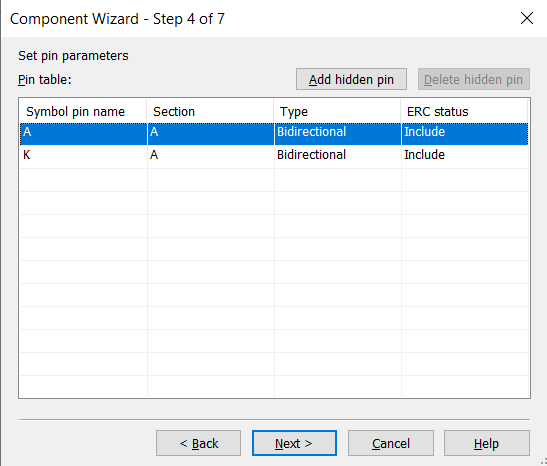 Component Wizard - Step 4 of 7
Set pin parameters
Pin table: Add hidden pin Delete hidden pin
Symbol pin name Section Type ERC status
A A Bidirectional Include
K A Bidirectional Include
< Back Next > Cancel Help